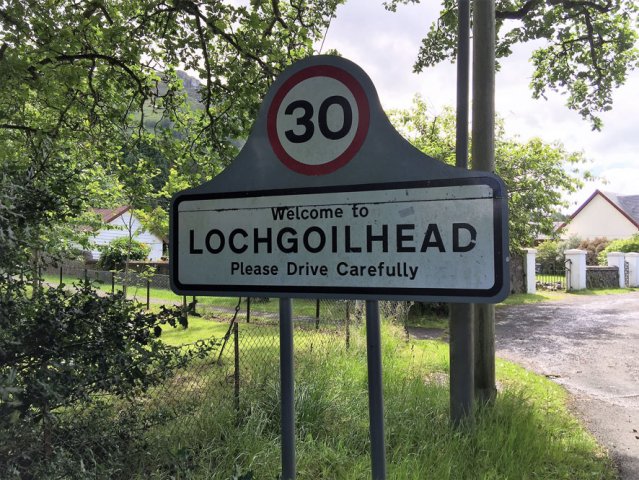 30
Welcome to
LOCHGOILHEAD
Please Drive Carefully